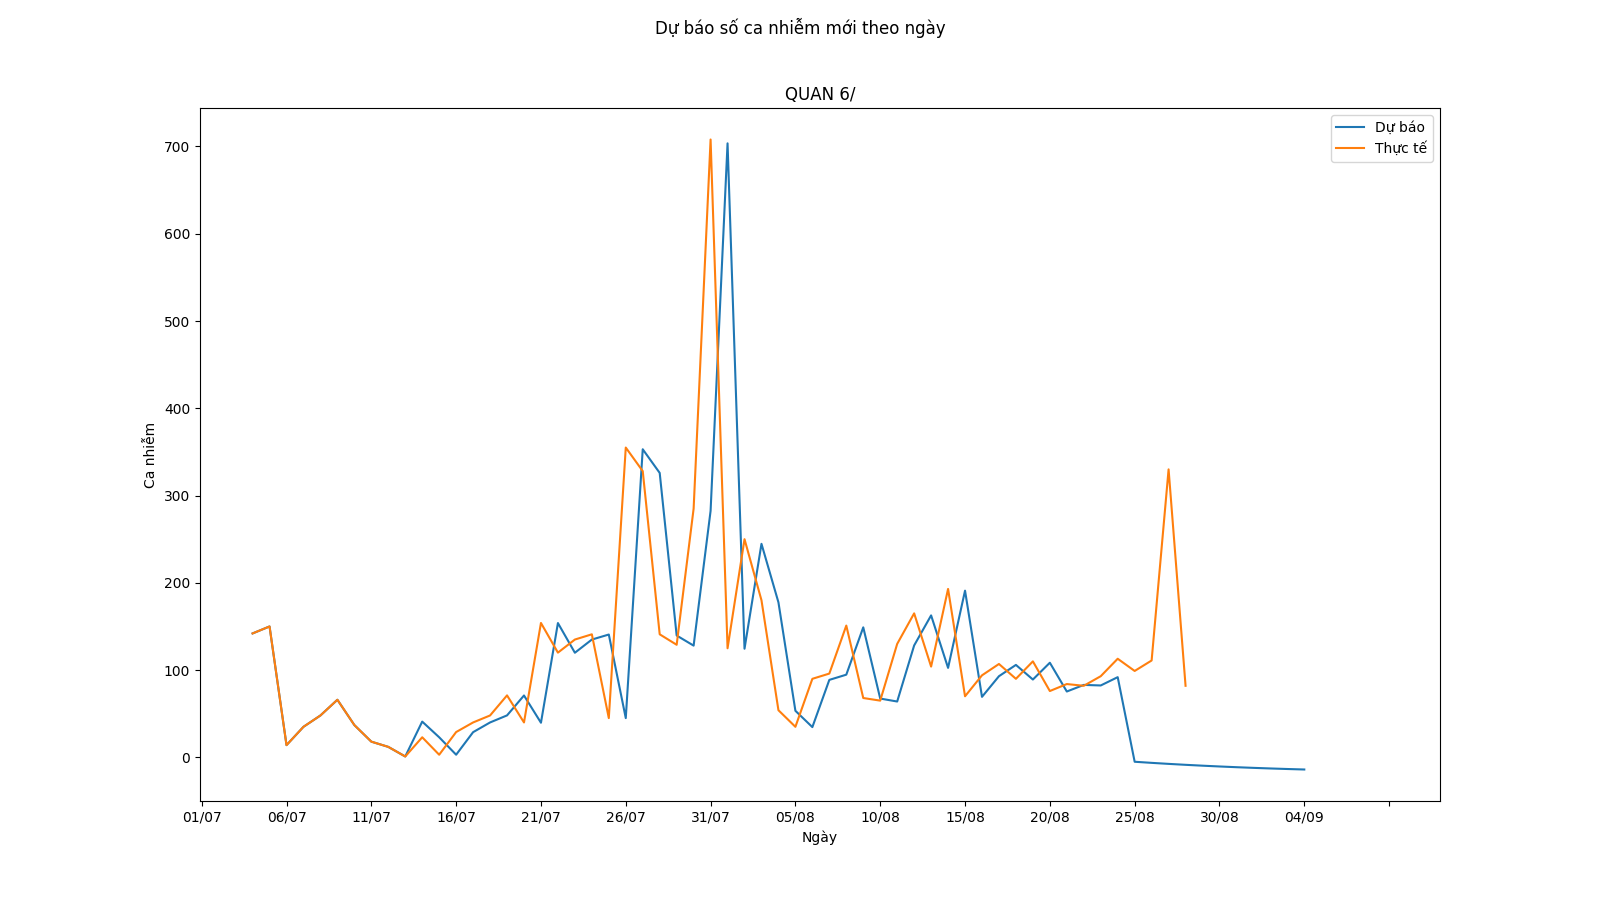 Dự báo số ca nhiễm mới theo ngày
QUAN 6/
Dự báo
Thực tế
700
600
500
400
300
200
100
0
Ca nhiễm
01/07 06/07 11/07 16/07 21/07 26/07 31/07 05/08 10/08 15/08 20/08 25/08 30/08 04/09
Ngày